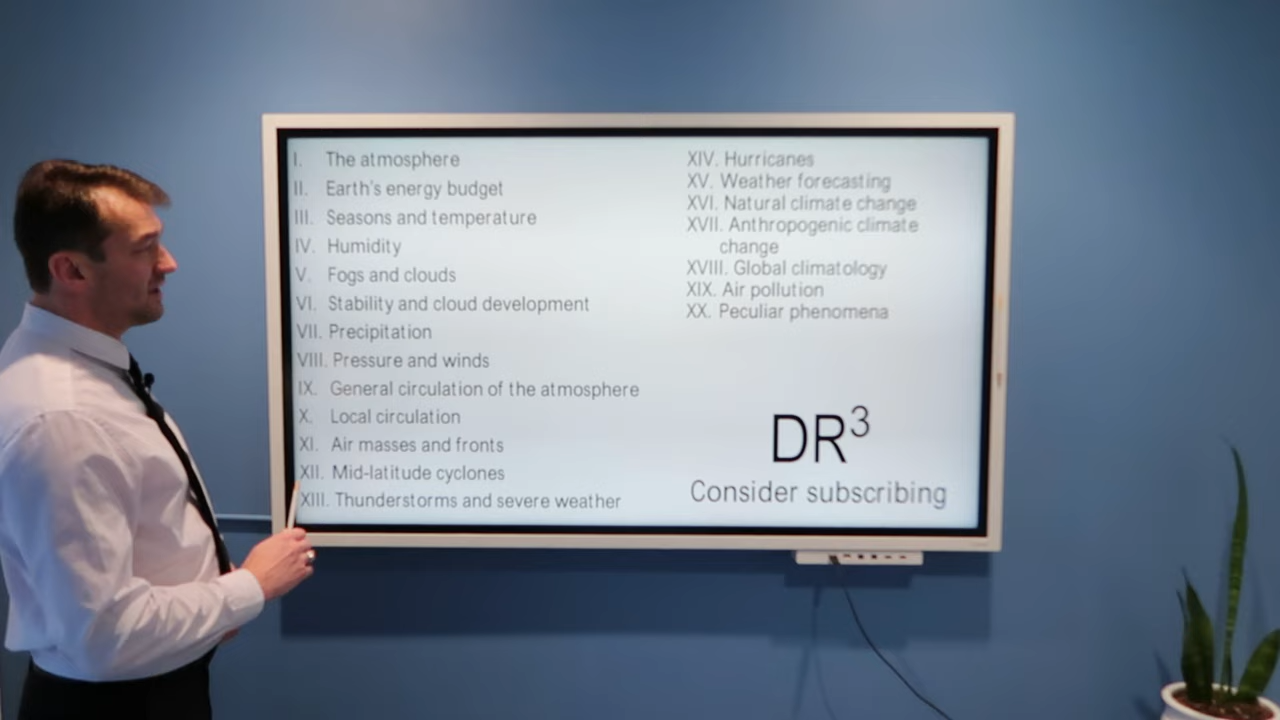 I. The atmosphere
II. Earth's energy budget
III. Seasons and temperature
IV. Humidity
V. Fogs and clouds
VI. Stability and cloud development
VII. Precipitation
VIII. Pressure and winds
IX. General circulation of the atmosphere
X. Local circulation
XI. Air masses and fronts
XII. Mid-latitude cyclones
XIII. Thunderstorms and severe weather
XIV. Hurricanes
XV. Weather forecasting
XVI. Natural climate change
XVII. Anthropogenic climate
change
XVIII. Global climatology
XIX. Air pollution
XX. Peculiar phenomena
DR³
Consider subscribing